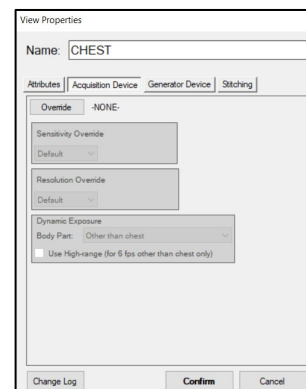 View Properties
Name: CHEST
Attributes Acquisition Device Generator Device Stitching
Override -NONE-
Sensitivity Override
Default
Resolution Override
Default
Dynamic Exposure
Body Part: Other than chest
Use High-range (for 6 fps other than chest only)
Change Log Confirm Cancel